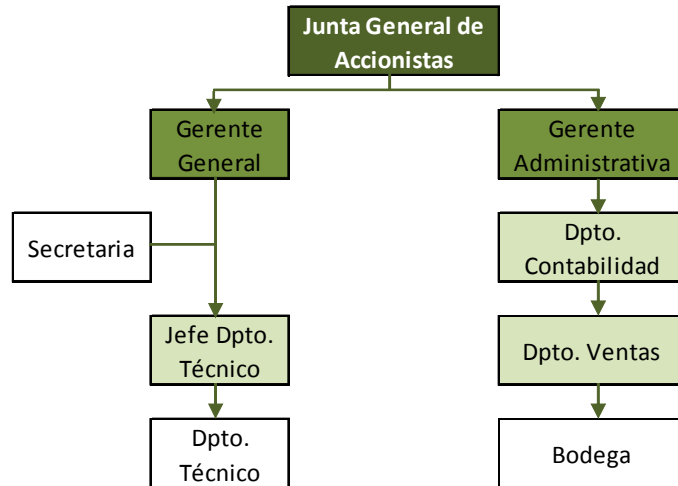 Junta General de
Accionistas
Gerente
General
Gerente
Administrativa
Secretaria
Dpto.
Contabilidad
Jefe Dpto.
Técnico
Dpto. Ventas
Dpto.
Técnico
Bodega